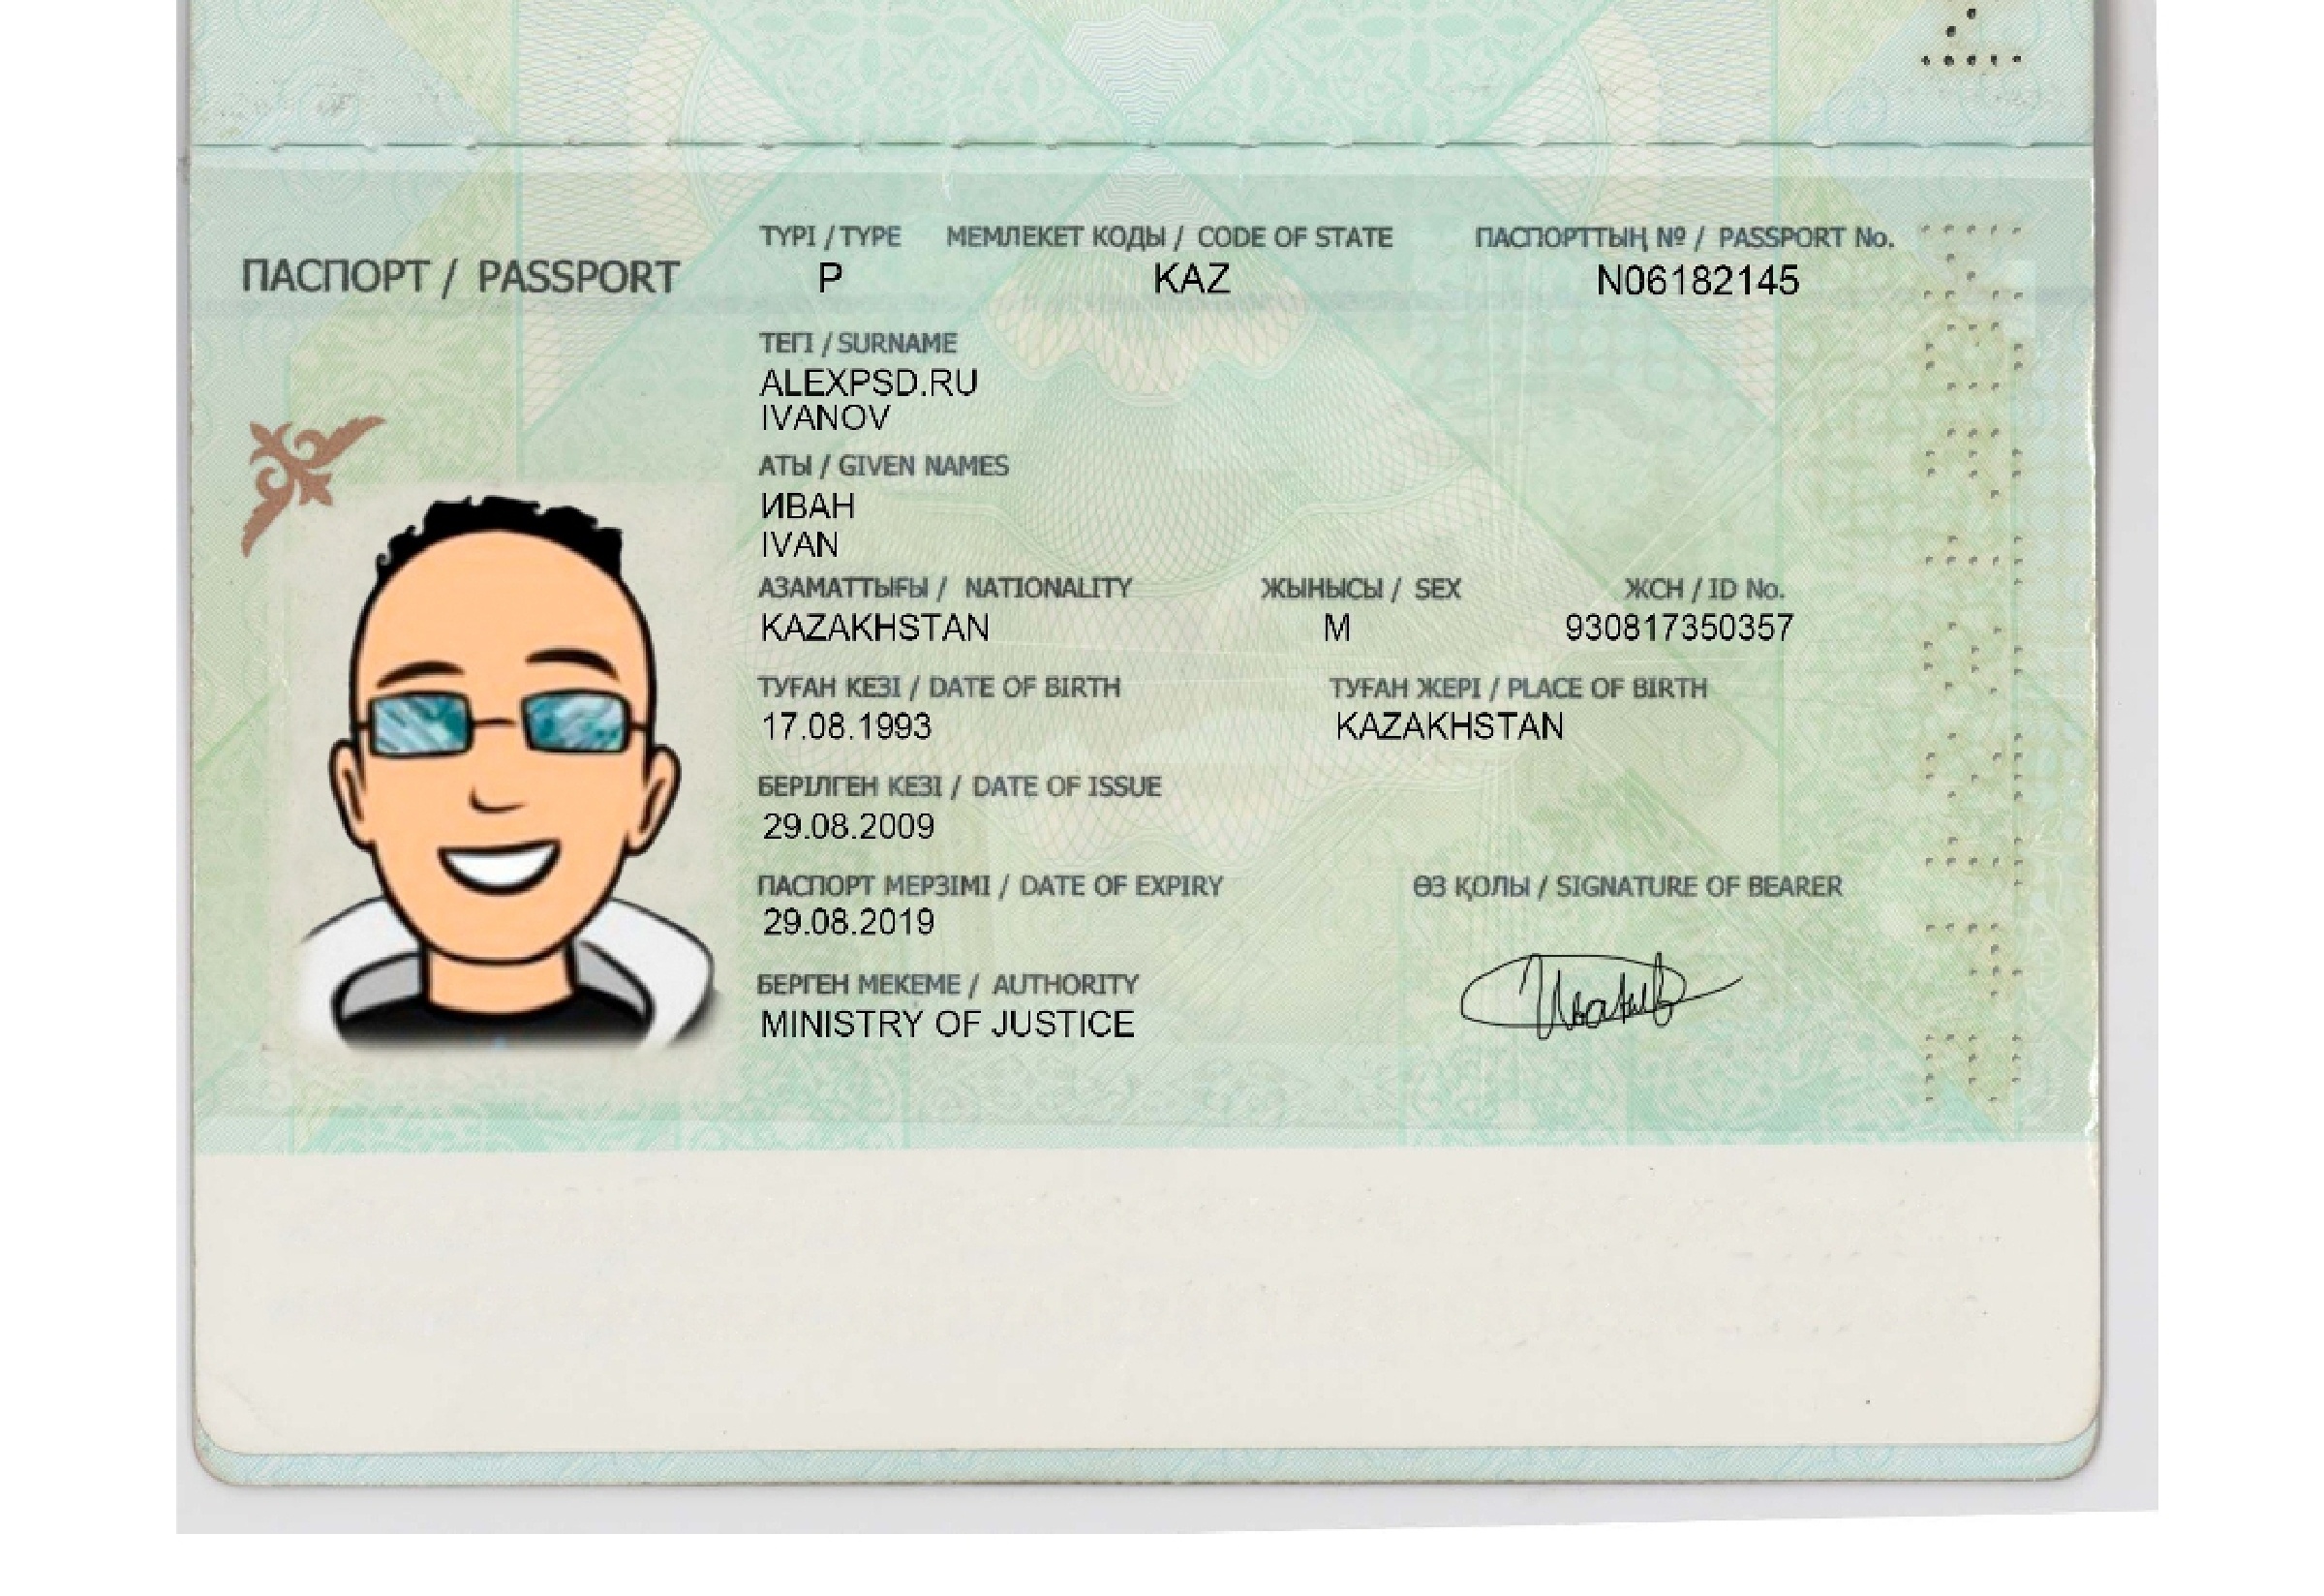 ПАСПОРТ / PASSPORT
ТҮРІ / TYPE
P
МЕМЛЕКЕТ КОДЫ / CODE OF STATE
KAZ
ПАСПОРТТЫҢ № / PASSPORT No.
N06182145
ТЕГІ / SURNAME
ALEXPSD.RU
IVANOV
АТЫ / GIVEN NAMES
ИВАН
IVAN
АЗАМАТТЫҒЫ / NATIONALITY
KAZAKHSTAN
ЖЫНЫСЫ / SEX
M
ЖСН / ID No.
930817350357
ТУҒАН КЕЗІ / DATE OF BIRTH
17.08.1993
ТУҒАН ЖЕРІ / PLACE OF BIRTH
KAZAKHSTAN
БЕРІЛГЕН КЕЗІ / DATE OF ISSUE
29.08.2009
ПАСПОРТ МЕРЗІМІ / DATE OF EXPIRY
29.08.2019
ӨЗ ҚОЛЫ / SIGNATURE OF BEARER
БЕРГЕН МЕКЕМЕ / AUTHORITY
MINISTRY OF JUSTICE